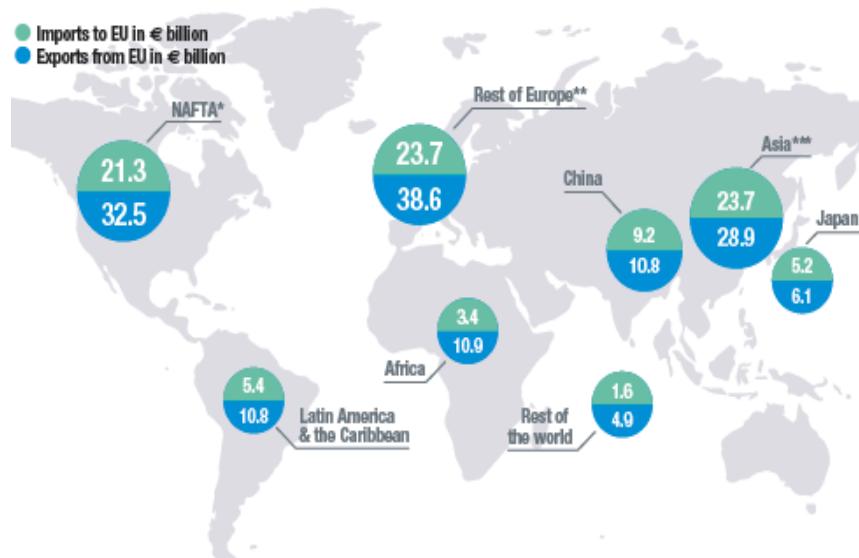 Imports to EU in € billion
Exports from EU in € billion
NAFTA*
21.3
32.5
Rest of Europe**
23.7
38.6
China
9.2
10.8
Asia***
23.7
28.9
Japan
5.2
6.1
Africa
3.4
10.9
5.4
10.8
Latin America
& the Caribbean
Rest of
the world
1.6
4.9